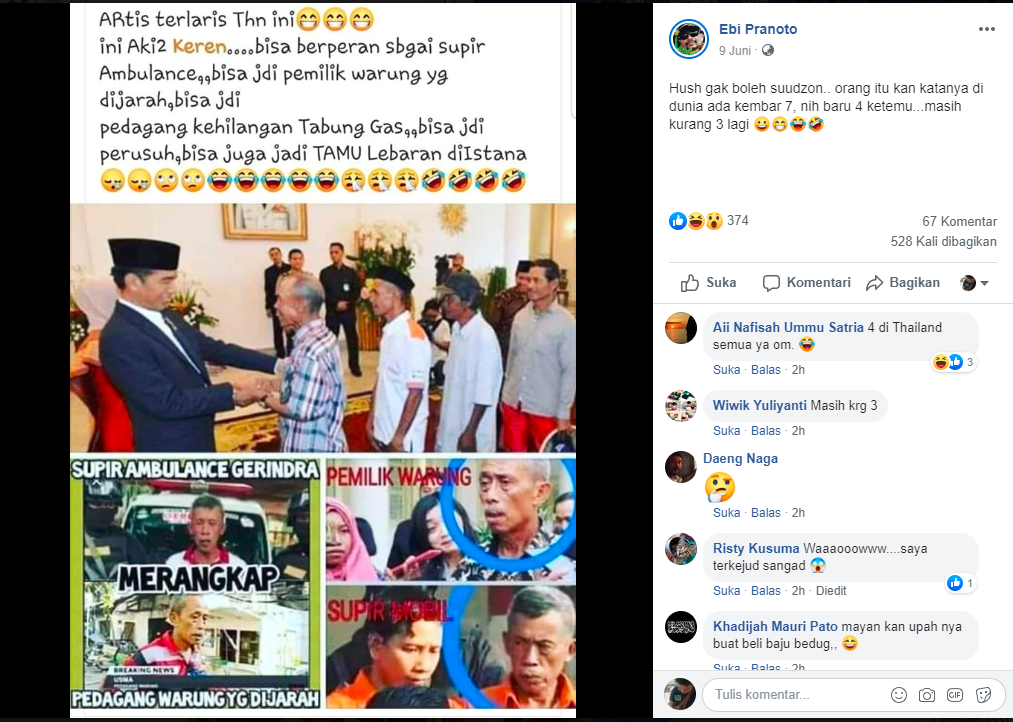 ARtis terlaris Thn ini😁😁😁
ini Aki2 Keren....bisa berperan sbgai supir
Ambulance,,bisa jdi pemilik warung yg
dijarah,bisa jdi
pedagang kehilangan Tabung Gas,,bisa jdi
perusuh,bisa juga jadi TAMU Lebaran diIstana
😪😪🙄🙄😂😂😂😂😂🤧🤧🤧🤣🤣🤣🤣
SUPIR AMBULANCE GERINDRA
MERANGKAP
BREAKING NEWS
USMA
PEDAGANG WARUNG YG DIJARAH
PEMILIK WARUNG
SUPIR MOBIL
Ebi Pranoto
9 Juni ·
Hush gak boleh suudzon.. orang itu kan katanya di
dunia ada kembar 7, nih baru 4 ketemu...masih
kurang 3 lagi 😀😁😂🤣
374
67 Komentar
528 Kali dibagikan
Suka Komentari Bagikan
Aii Nafisah Ummu Satria 4 di Thailand
semua ya om. 😂
3
Suka · Balas · 2h
Wiwik Yuliyanti Masih krg 3
Suka · Balas · 2h
Daeng Naga
🤔
Suka · Balas · 2h
Risty Kusuma Waaaooowww....saya
terkejud sangad 😱
1
Suka · Balas · 2h · Diedit
Khadijah Mauri Pato mayan kan upah nya
buat beli baju bedug,, 😄
Suka · Balas · 2h
Tulis komentar...
GIF